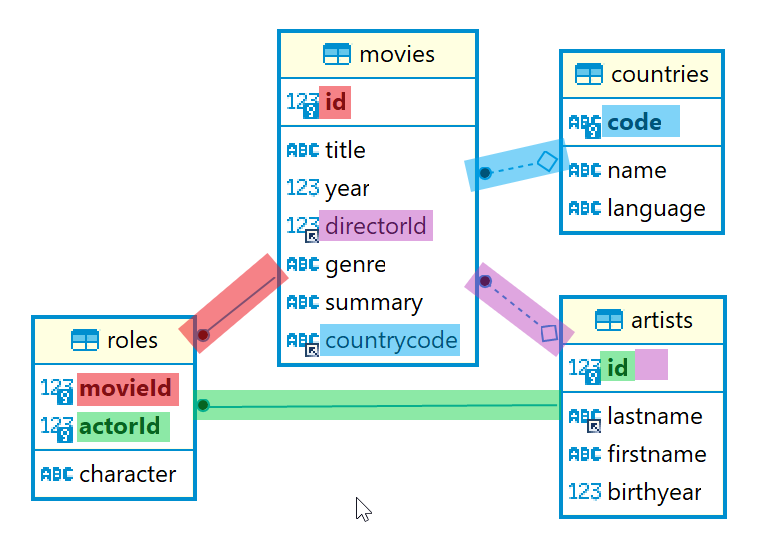 movies
123 id
ABC title
123 year
123 directorId
ABC genre
ABC summary
ABC countrycode
countries
ABC code
ABC name
ABC language
roles
123 movieId
123 actorId
ABC character
artists
123 id
ABC lastname
ABC firstname
123 birthyear